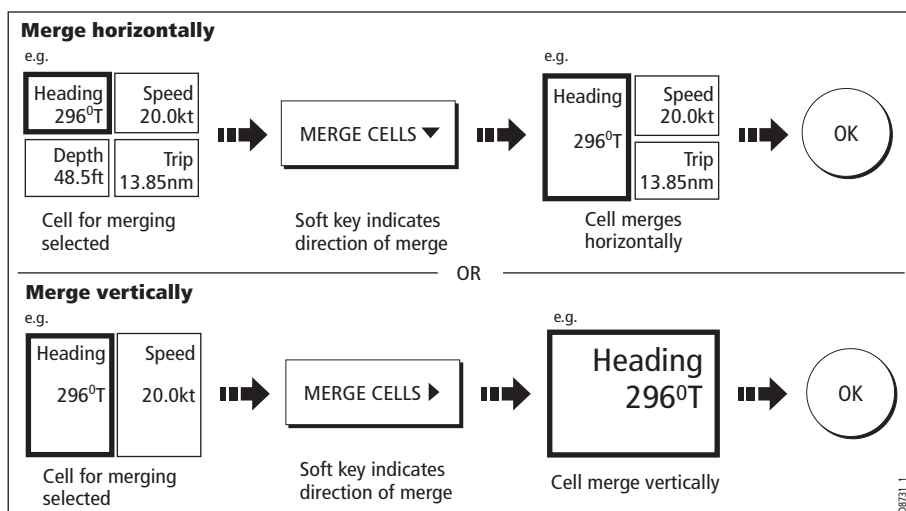 Merge horizontally
e.g.
Heading
296⁰T
Speed
20.0kt
Depth
48.5ft
Trip
13.85nm
Cell for merging
selected
MERGE CELLS ▼
Soft key indicates
direction of merge
e.g.
Heading
296⁰T
Speed
20.0kt
Trip
13.85nm
Cell merges
horizontally
OK
OR
Merge vertically
e.g.
Heading
296⁰T
Speed
20.0kt
Cell for merging
selected
MERGE CELLS ▶
Soft key indicates
direction of merge
e.g.
Heading
296⁰T
Cell merge vertically
OK
D8731_1